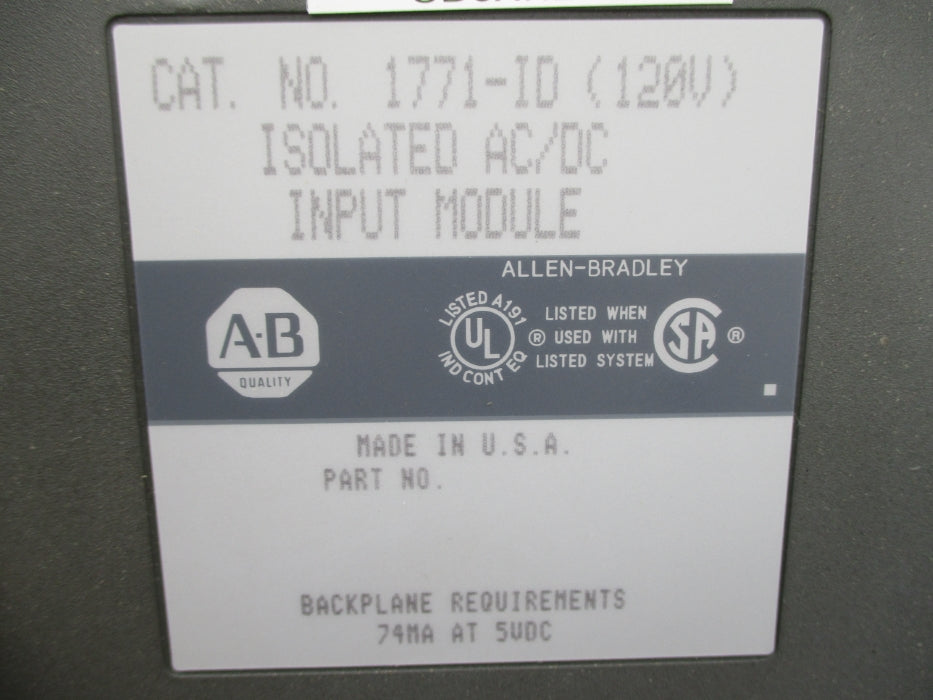 CAT. NO. 1771-ID (120V)
ISOLATED AC/DC
INPUT MODULE
ALLEN-BRADLEY
A·B
QUALITY
LISTED A191
UL
IND CONT EQ
®
LISTED WHEN
USED WITH
LISTED SYSTEM
SA
®
MADE IN U.S.A.
PART NO.
BACKPLANE REQUIREMENTS
74MA AT 5VDC